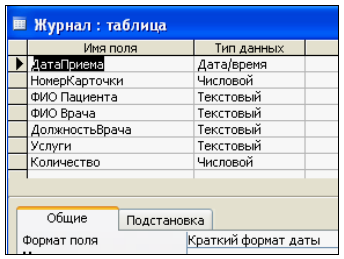 Журнал : таблица
Имя поля Тип данных
ДатаПриема Дата/время
НомерКарточки Числовой
ФИО Пациента Текстовый
ФИО Врача Текстовый
ДолжностьВрача Текстовый
Услуги Текстовый
Количество Числовой
Общие Подстановка
Формат поля Краткий формат даты